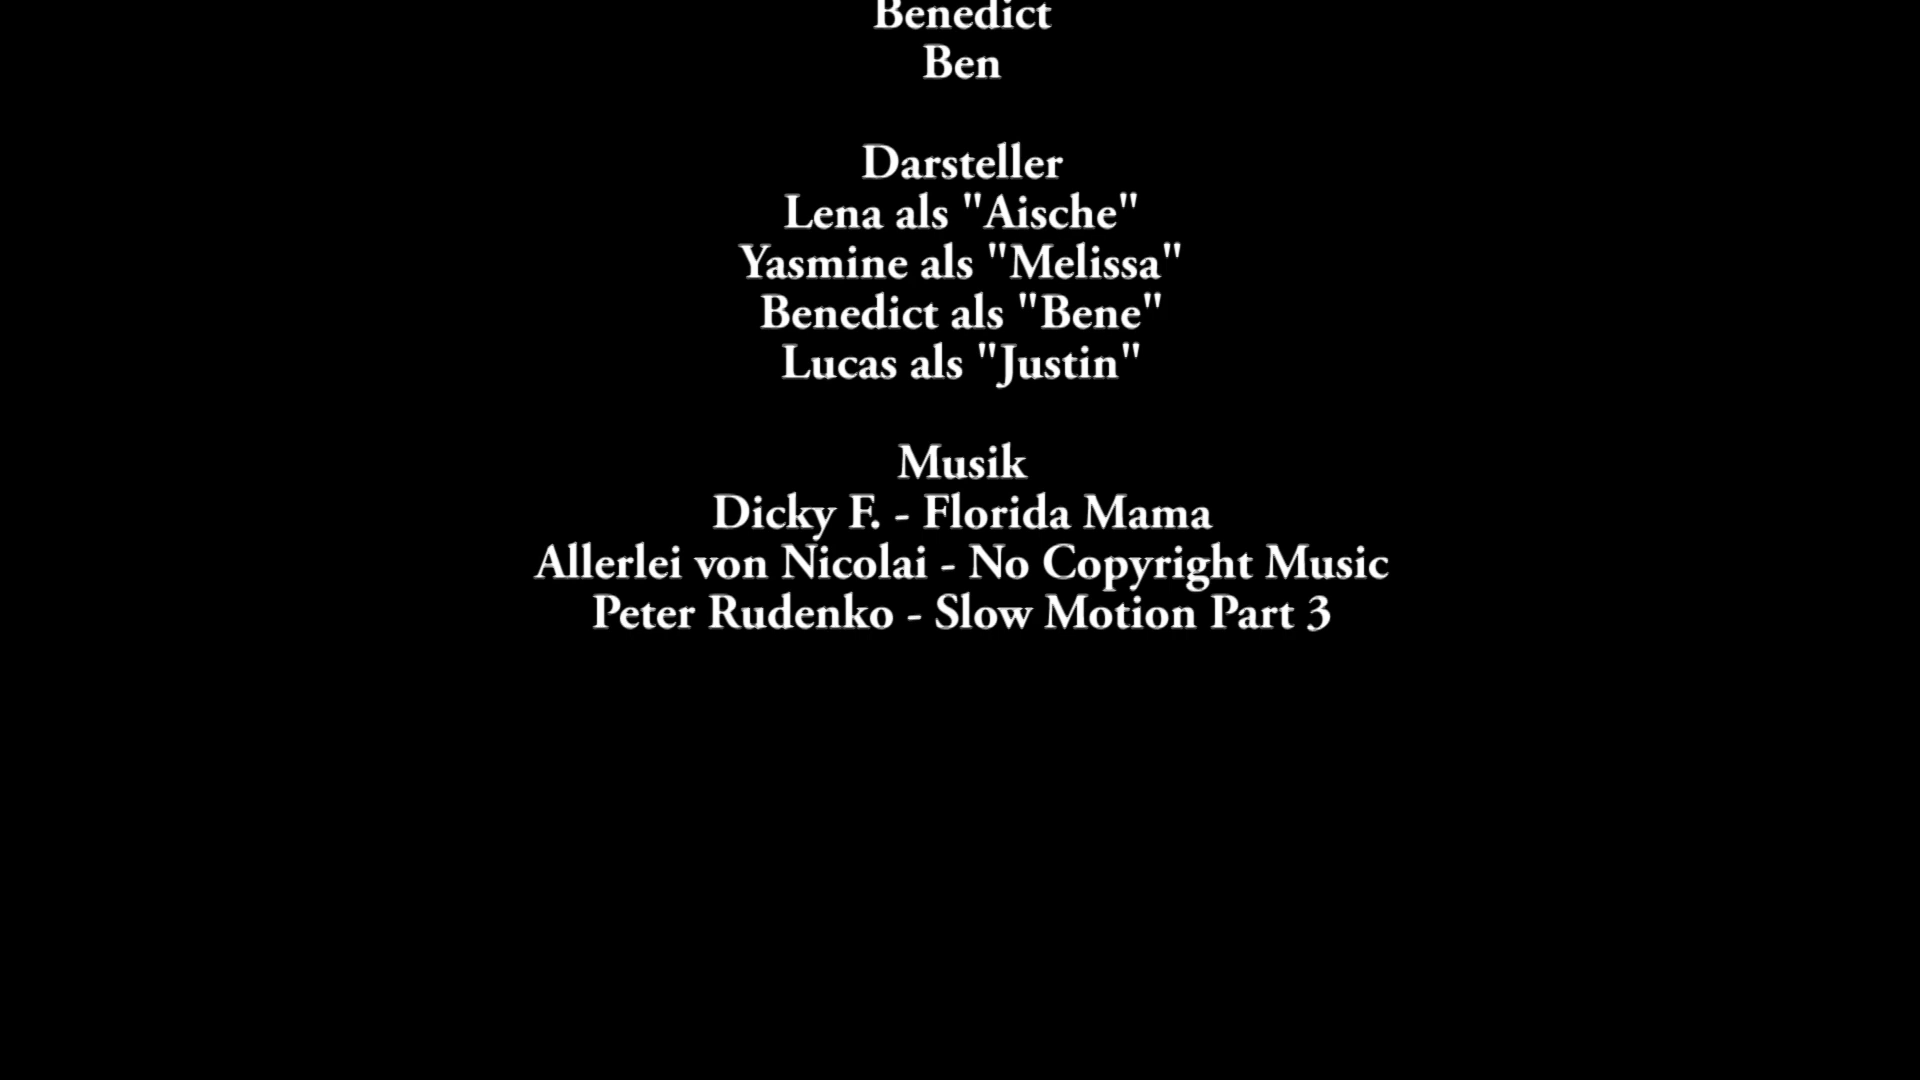 Benedict
Ben
Darsteller
Lena als "Aische"
Yasmine als "Melissa"
Benedict als "Bene"
Lucas als "Justin"
Musik
Dicky F. - Florida Mama
Allerlei von Nicolai - No Copyright Music
Peter Rudenko - Slow Motion Part 3